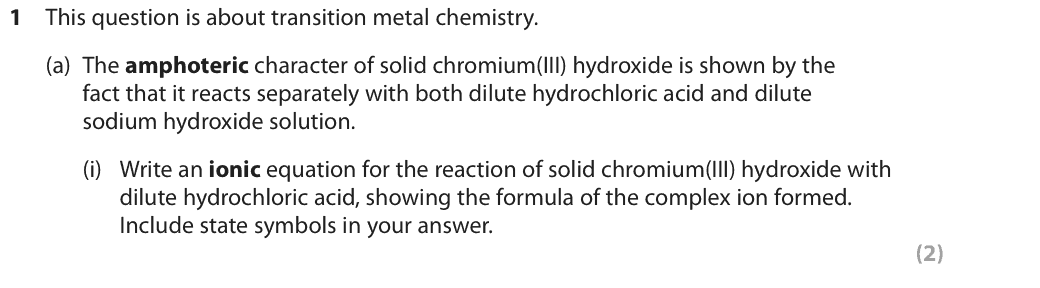 1 This question is about transition metal chemistry.
(a) The amphoteric character of solid chromium(III) hydroxide is shown by the
fact that it reacts separately with both dilute hydrochloric acid and dilute
sodium hydroxide solution.
(i) Write an ionic equation for the reaction of solid chromium(III) hydroxide with
dilute hydrochloric acid, showing the formula of the complex ion formed.
Include state symbols in your answer.
(2)